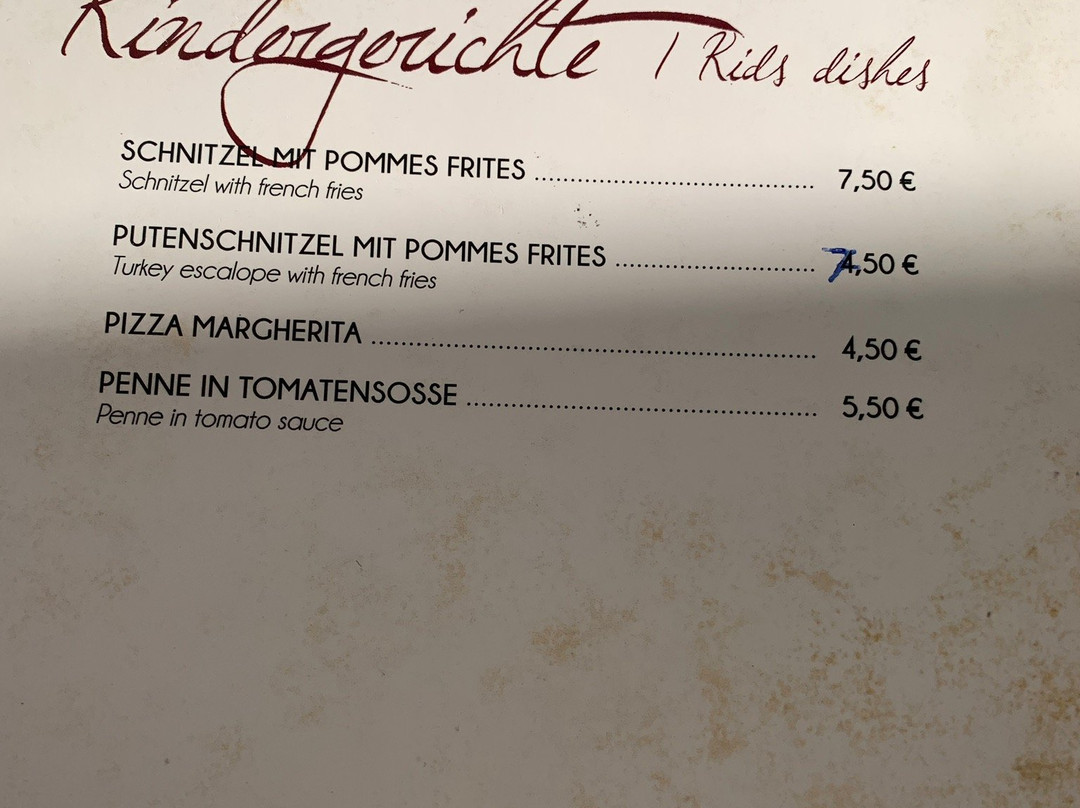 Kindergerichte | Kids dishes
SCHNITZEL MIT POMMES FRITES ........................ 7,50 €
Schnitzel with french fries
PUTENSCHNITZEL MIT POMMES FRITES ................ 7,50 €
Turkey escalope with french fries
PIZZA MARGHERITA ........................ 4,50 €
PENNE IN TOMATENSOSSE ........................ 5,50 €
Penne in tomato sauce